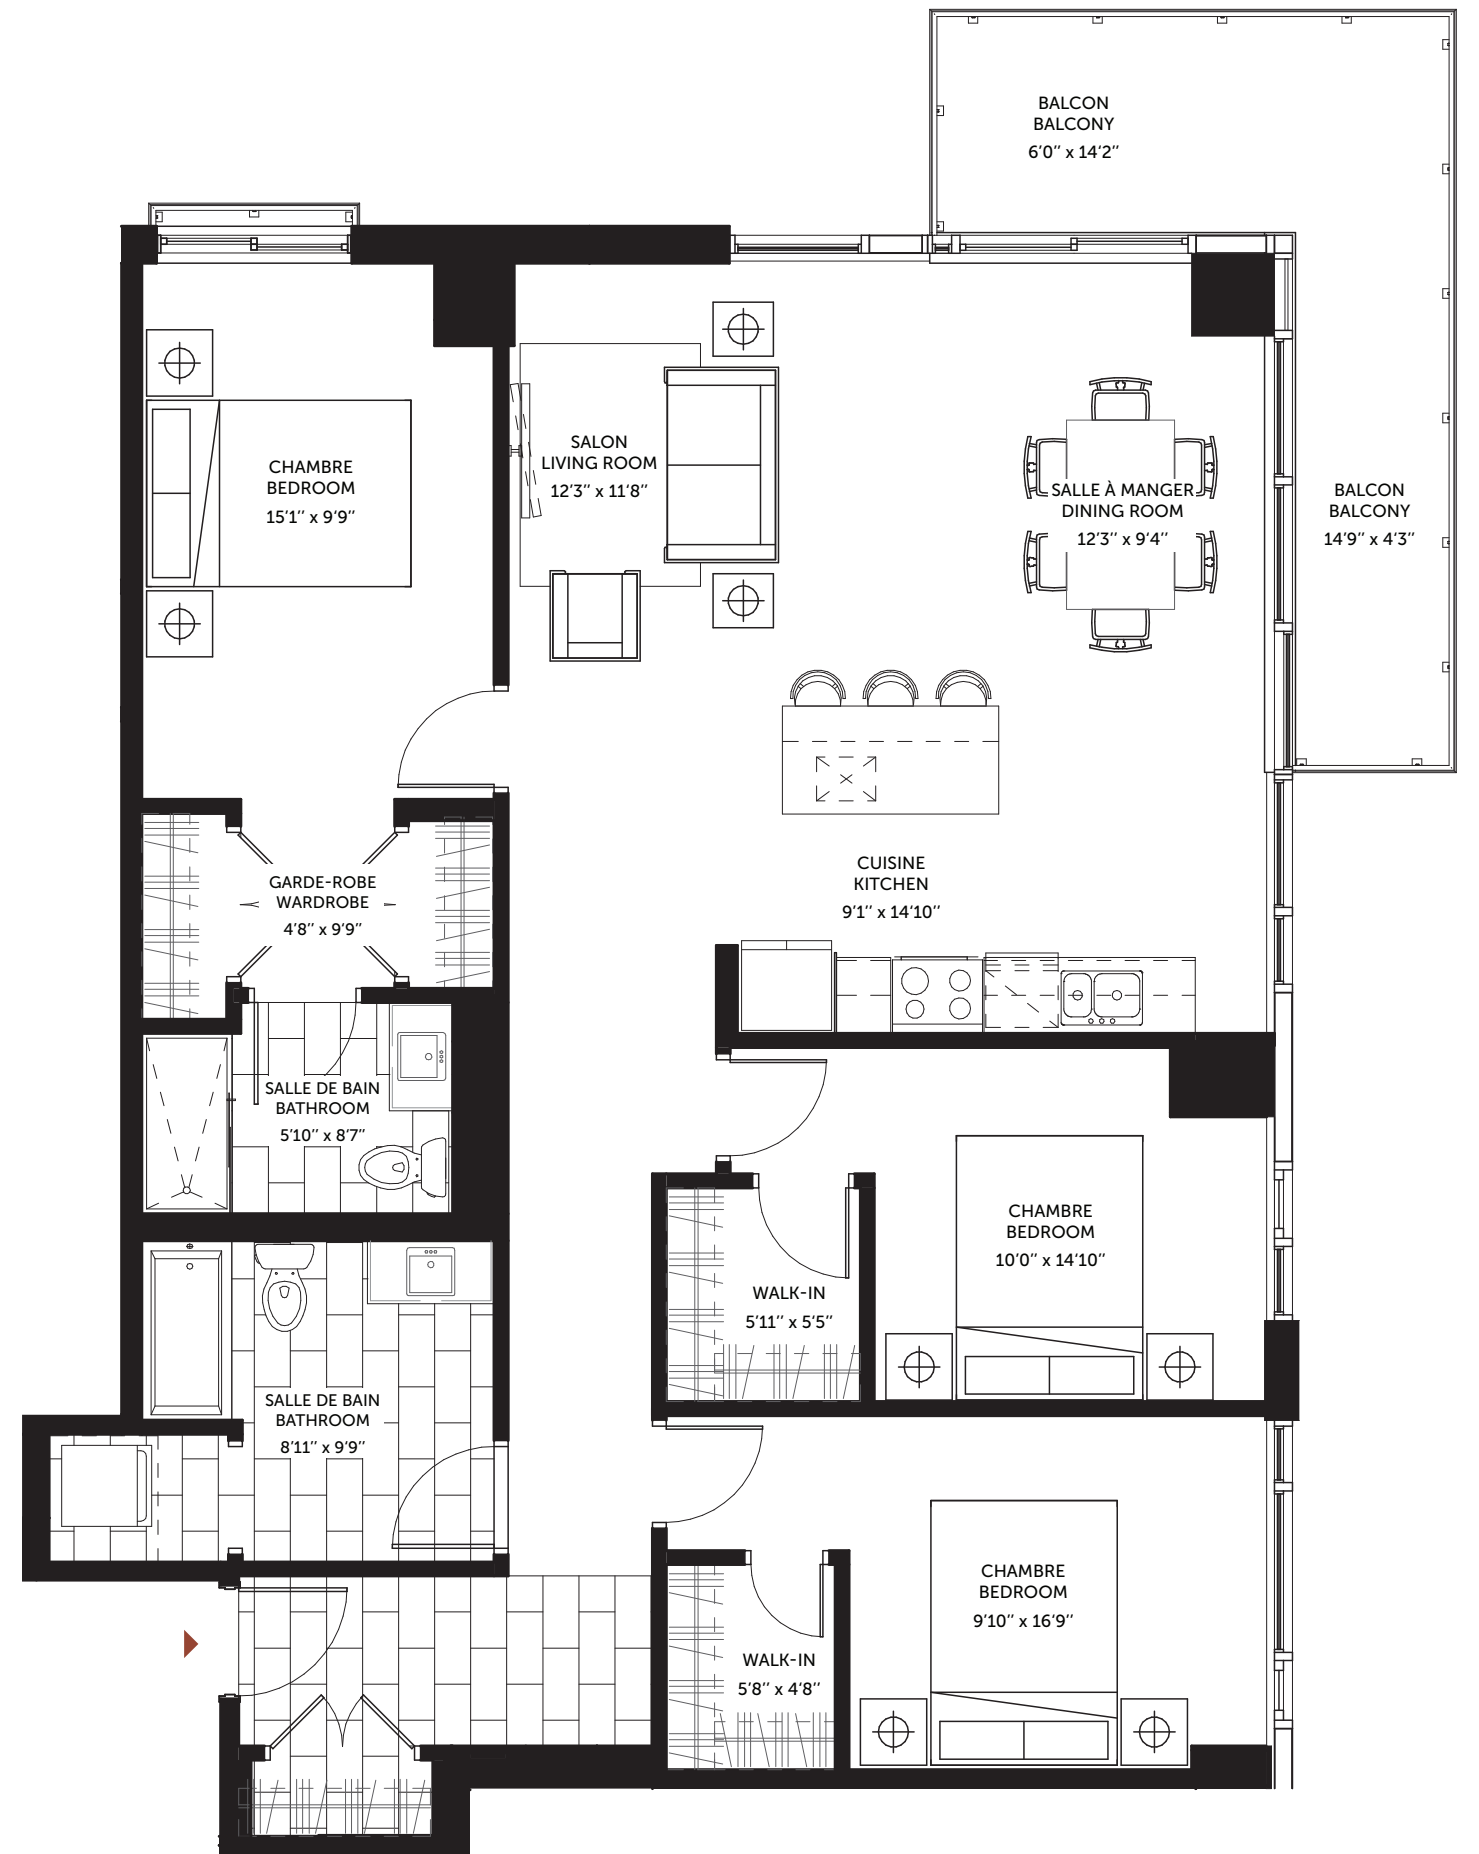 BALCON
BALCONY
6'0'' x 14'2''
CHAMBRE
BEDROOM
15'1'' x 9'9''
SALON
LIVING ROOM
12'3'' x 11'8''
SALLE À MANGER
DINING ROOM
12'3'' x 9'4''
BALCON
BALCONY
14'9'' x 4'3''
GARDE-ROBE
WARDROBE
4'8'' x 9'9''
CUISINE
KITCHEN
9'1'' x 14'10''
SALLE DE BAIN
BATHROOM
5'10'' x 8'7''
CHAMBRE
BEDROOM
10'0'' x 14'10''
WALK-IN
5'11'' x 5'5''
SALLE DE BAIN
BATHROOM
8'11'' x 9'9''
CHAMBRE
BEDROOM
9'10'' x 16'9''
WALK-IN
5'8'' x 4'8''